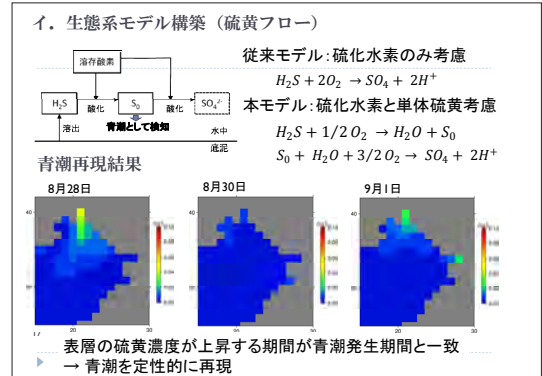 イ．生態系モデル構築（硫黄フロー）
溶存酸素
H₂S
酸化
S₀
酸化
SO₄²⁻
溶出
青潮として検知
水中
底泥
従来モデル：硫化水素のみ考慮
H₂S + 2O₂ → SO₄ + 2H⁺
本モデル：硫化水素と単体硫黄考慮
H₂S + 1/2 O₂ → H₂O + S₀
S₀ + H₂O + 3/2 O₂ → SO₄ + 2H⁺
青潮再現結果
8月28日
8月30日
9月1日
表層の硫黄濃度が上昇する期間が青潮発生期間と一致
→ 青潮を定性的に再現